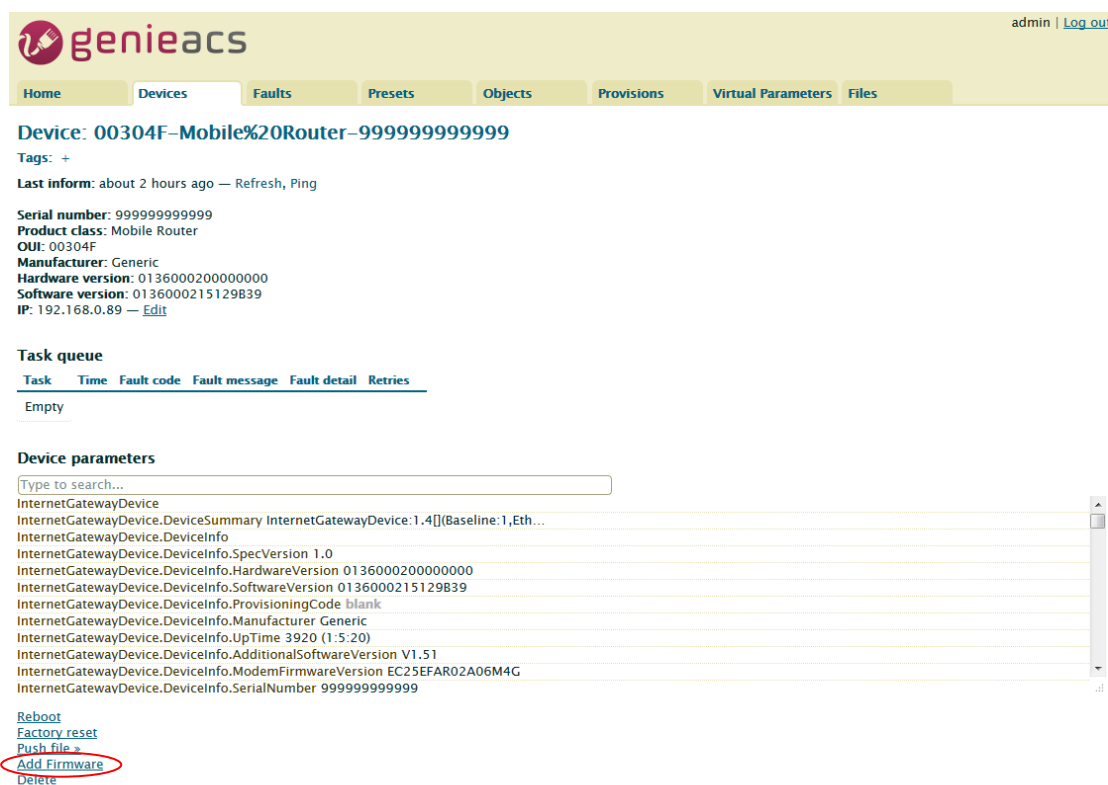 admin | Log out
genieacs
Home Devices Faults Presets Objects Provisions Virtual Parameters Files
Device: 00304F-Mobile%20Router-999999999999
Tags: +
Last inform: about 2 hours ago — Refresh, Ping
Serial number: 999999999999
Product class: Mobile Router
OUI: 00304F
Manufacturer: Generic
Hardware version: 0136000200000000
Software version: 0136000215129B39
IP: 192.168.0.89 — Edit
Task queue
Task Time Fault code Fault message Fault detail Retries
Empty
Device parameters
Type to search...
InternetGatewayDevice
InternetGatewayDevice.DeviceSummary InternetGatewayDevice:1.4[](Baseline:1,Eth...
InternetGatewayDevice.DeviceInfo
InternetGatewayDevice.DeviceInfo.SpecVersion 1.0
InternetGatewayDevice.DeviceInfo.HardwareVersion 0136000200000000
InternetGatewayDevice.DeviceInfo.SoftwareVersion 0136000215129B39
InternetGatewayDevice.DeviceInfo.ProvisioningCode blank
InternetGatewayDevice.DeviceInfo.Manufacturer Generic
InternetGatewayDevice.DeviceInfo.UpTime 3920 (1:5:20)
InternetGatewayDevice.DeviceInfo.AdditionalSoftwareVersion V1.51
InternetGatewayDevice.DeviceInfo.ModemFirmwareVersion EC25EFAR02A06M4G
InternetGatewayDevice.DeviceInfo.SerialNumber 999999999999
Reboot
Factory reset
Push file »
Add Firmware
Delete